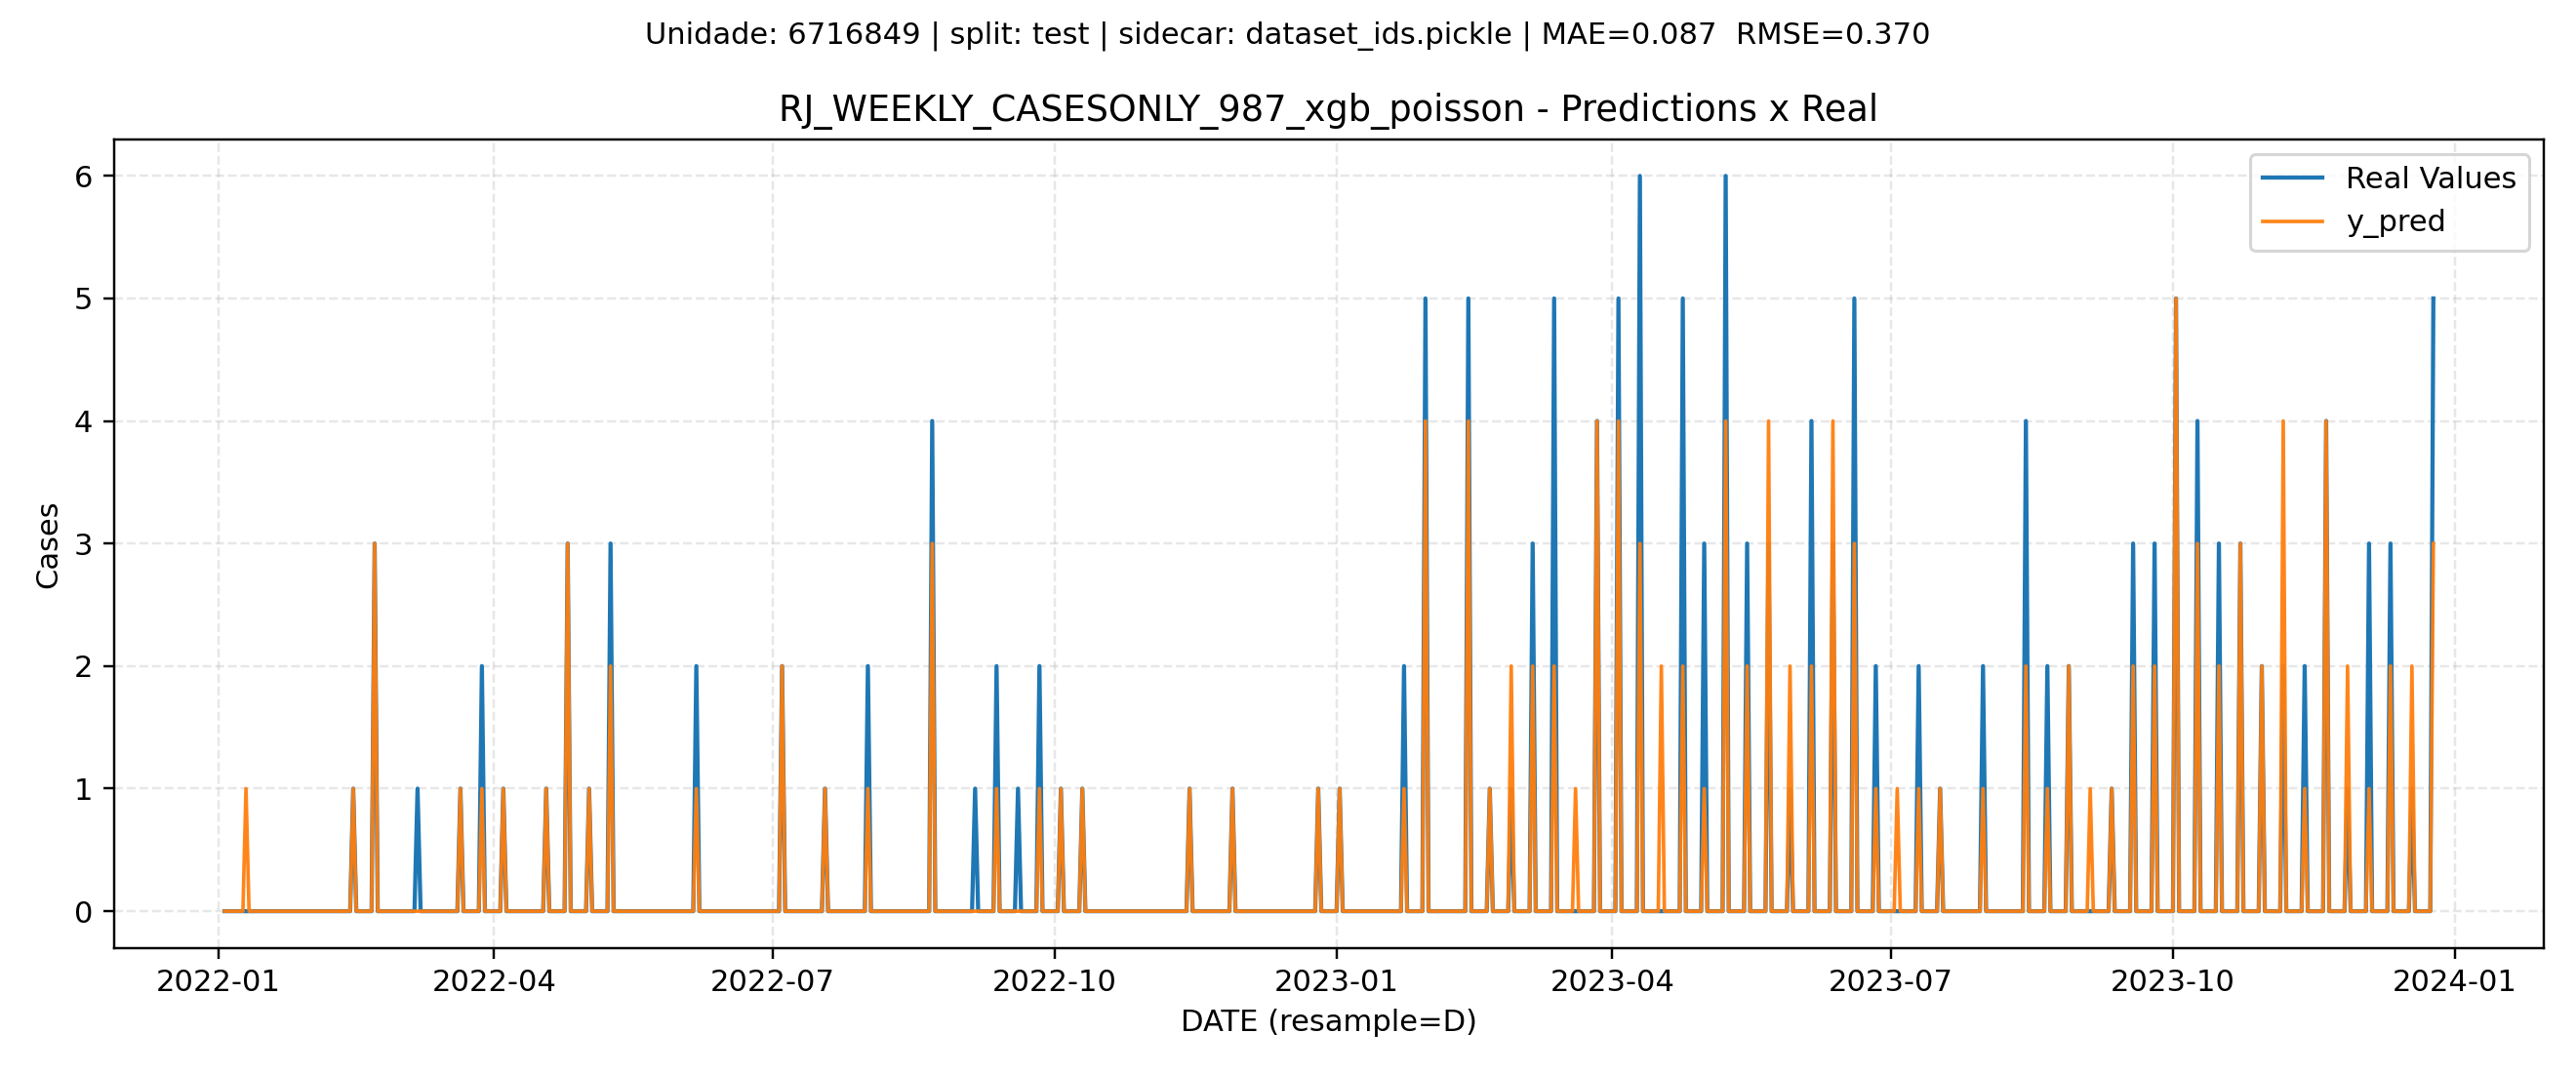 Unidade: 6716849 | split: test | sidecar: dataset_ids.pickle | MAE=0.087  RMSE=0.370
RJ_WEEKLY_CASESONLY_987_xgb_poisson - Predictions x Real
Real Values
y_pred
Cases
6
5
4
3
2
1
0
2022-01
2022-04
2022-07
2022-10
2023-01
2023-04
2023-07
2023-10
2024-01
DATE (resample=D)